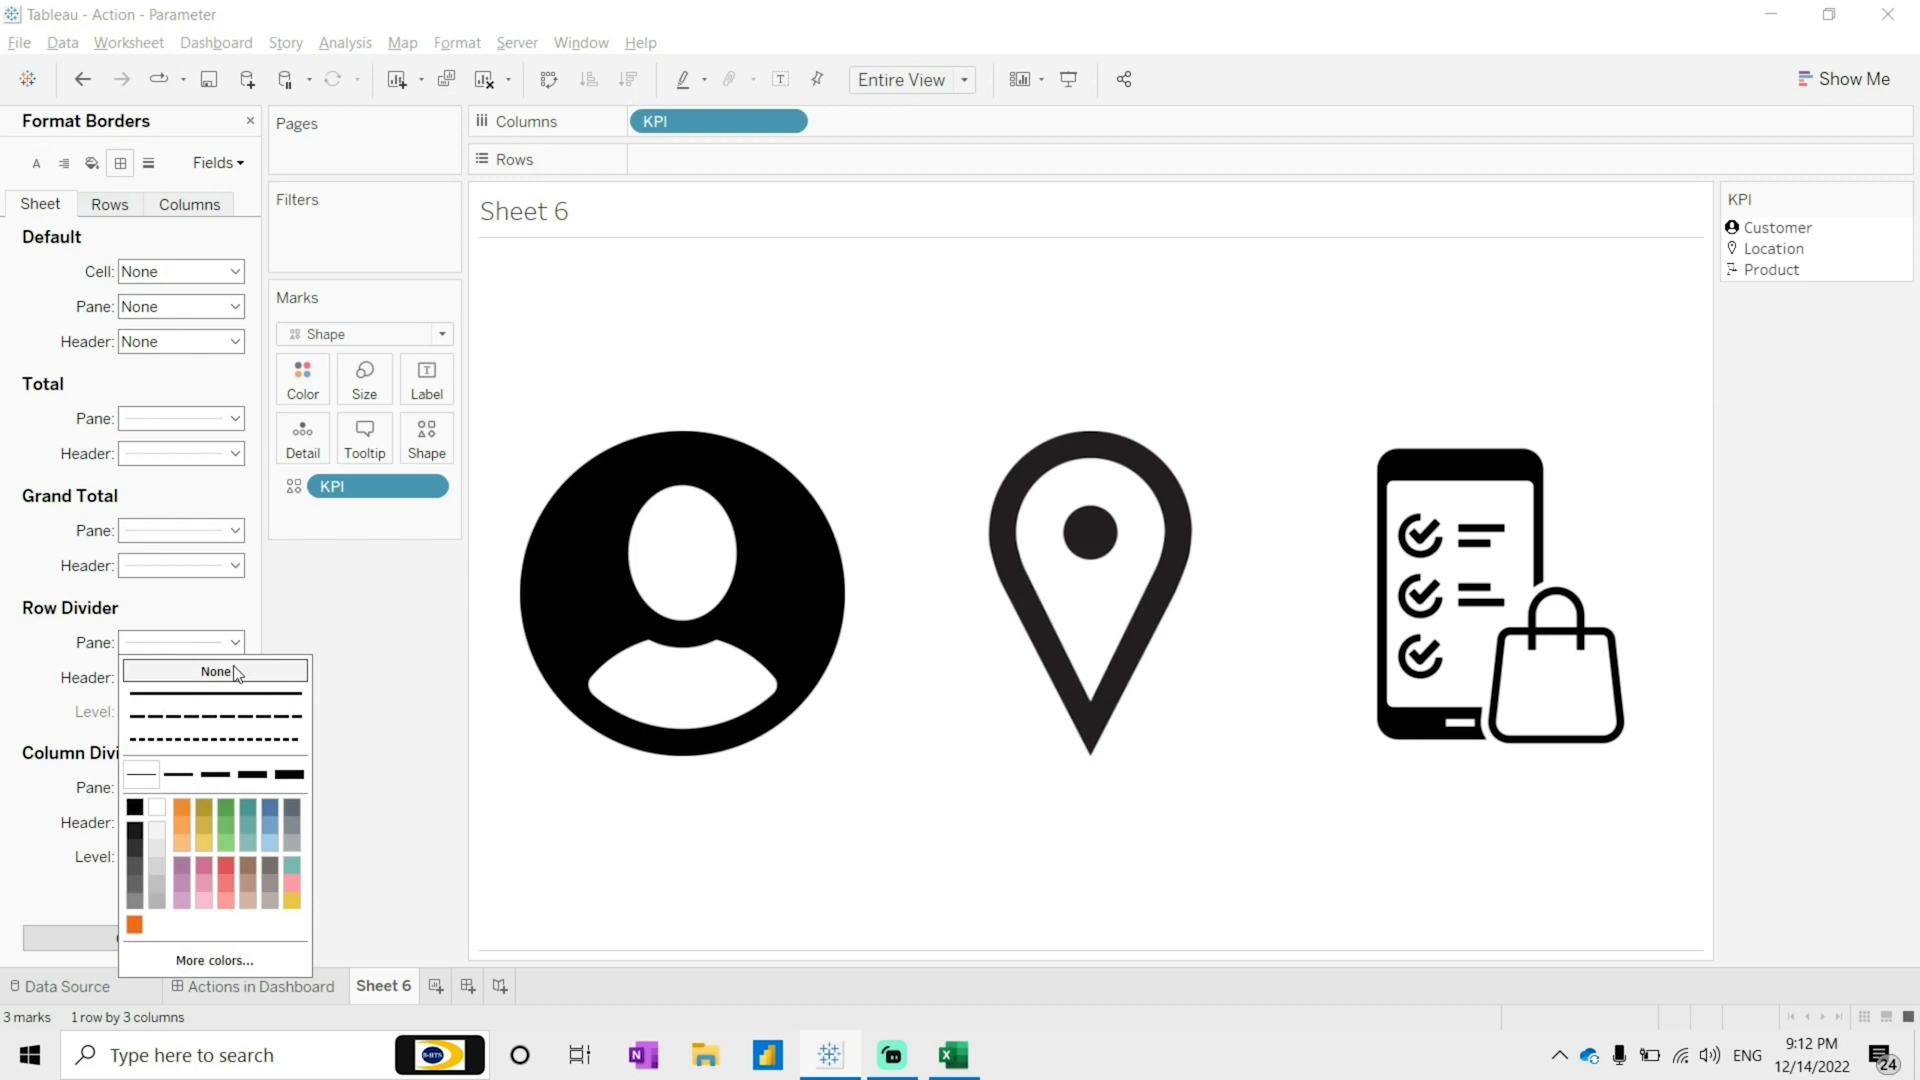 Tableau - Action - Parameter
File Data Worksheet Dashboard Story Analysis Map Format Server Window Help
Entire View
Show Me
Format Borders
Fields
Sheet Rows Columns
Default
Cell: None
Pane: None
Header: None
Total
Pane:
Header:
Grand Total
Pane:
Header:
Row Divider
Pane:
Header:
Level:
None
Column Divi
Pane:
Header:
Level:
More colors...
Pages
Filters
Marks
Shape
Color Size Label
Detail Tooltip Shape
KPI
Columns KPI
Rows
Sheet 6
KPI
Customer
Location
Product
Data Source Actions in Dashboard Sheet 6
3 marks 1 row by 3 columns
Type here to search
ENG
9:12 PM
12/14/2022
24